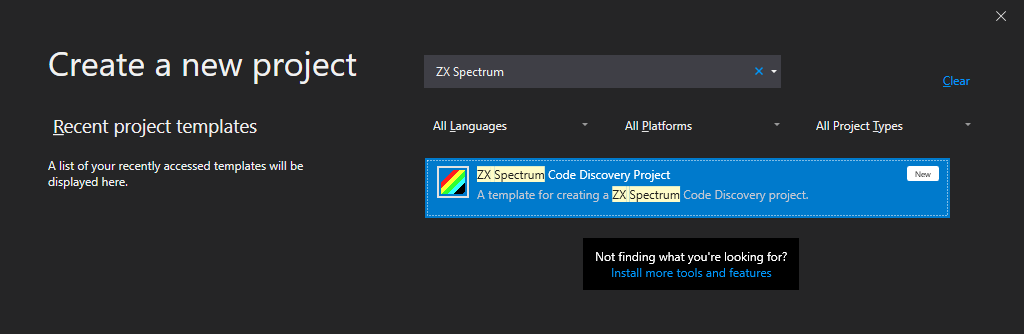 Create a new project
ZX Spectrum
Clear
Recent project templates
All Languages
All Platforms
All Project Types
A list of your recently accessed templates will be
displayed here.
ZX Spectrum Code Discovery Project
New
A template for creating a ZX Spectrum Code Discovery project.
Not finding what you're looking for?
Install more tools and features